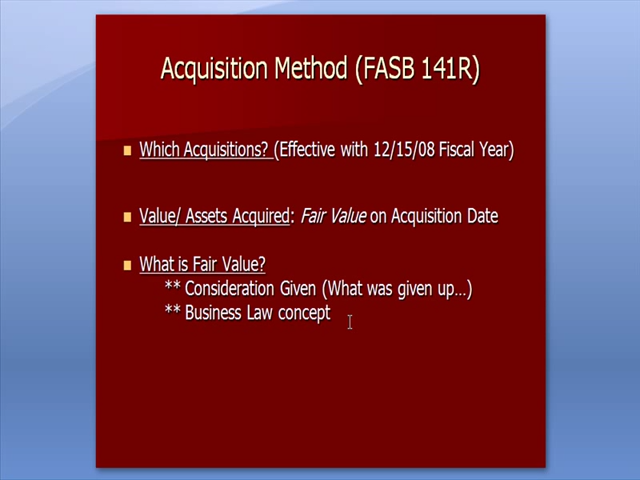 Acquisition Method (FASB 141R)
Which Acquisitions? (Effective with 12/15/08 Fiscal Year)
Value/ Assets Acquired: Fair Value on Acquisition Date
What is Fair Value?
** Consideration Given (What was given up...)
** Business Law concept